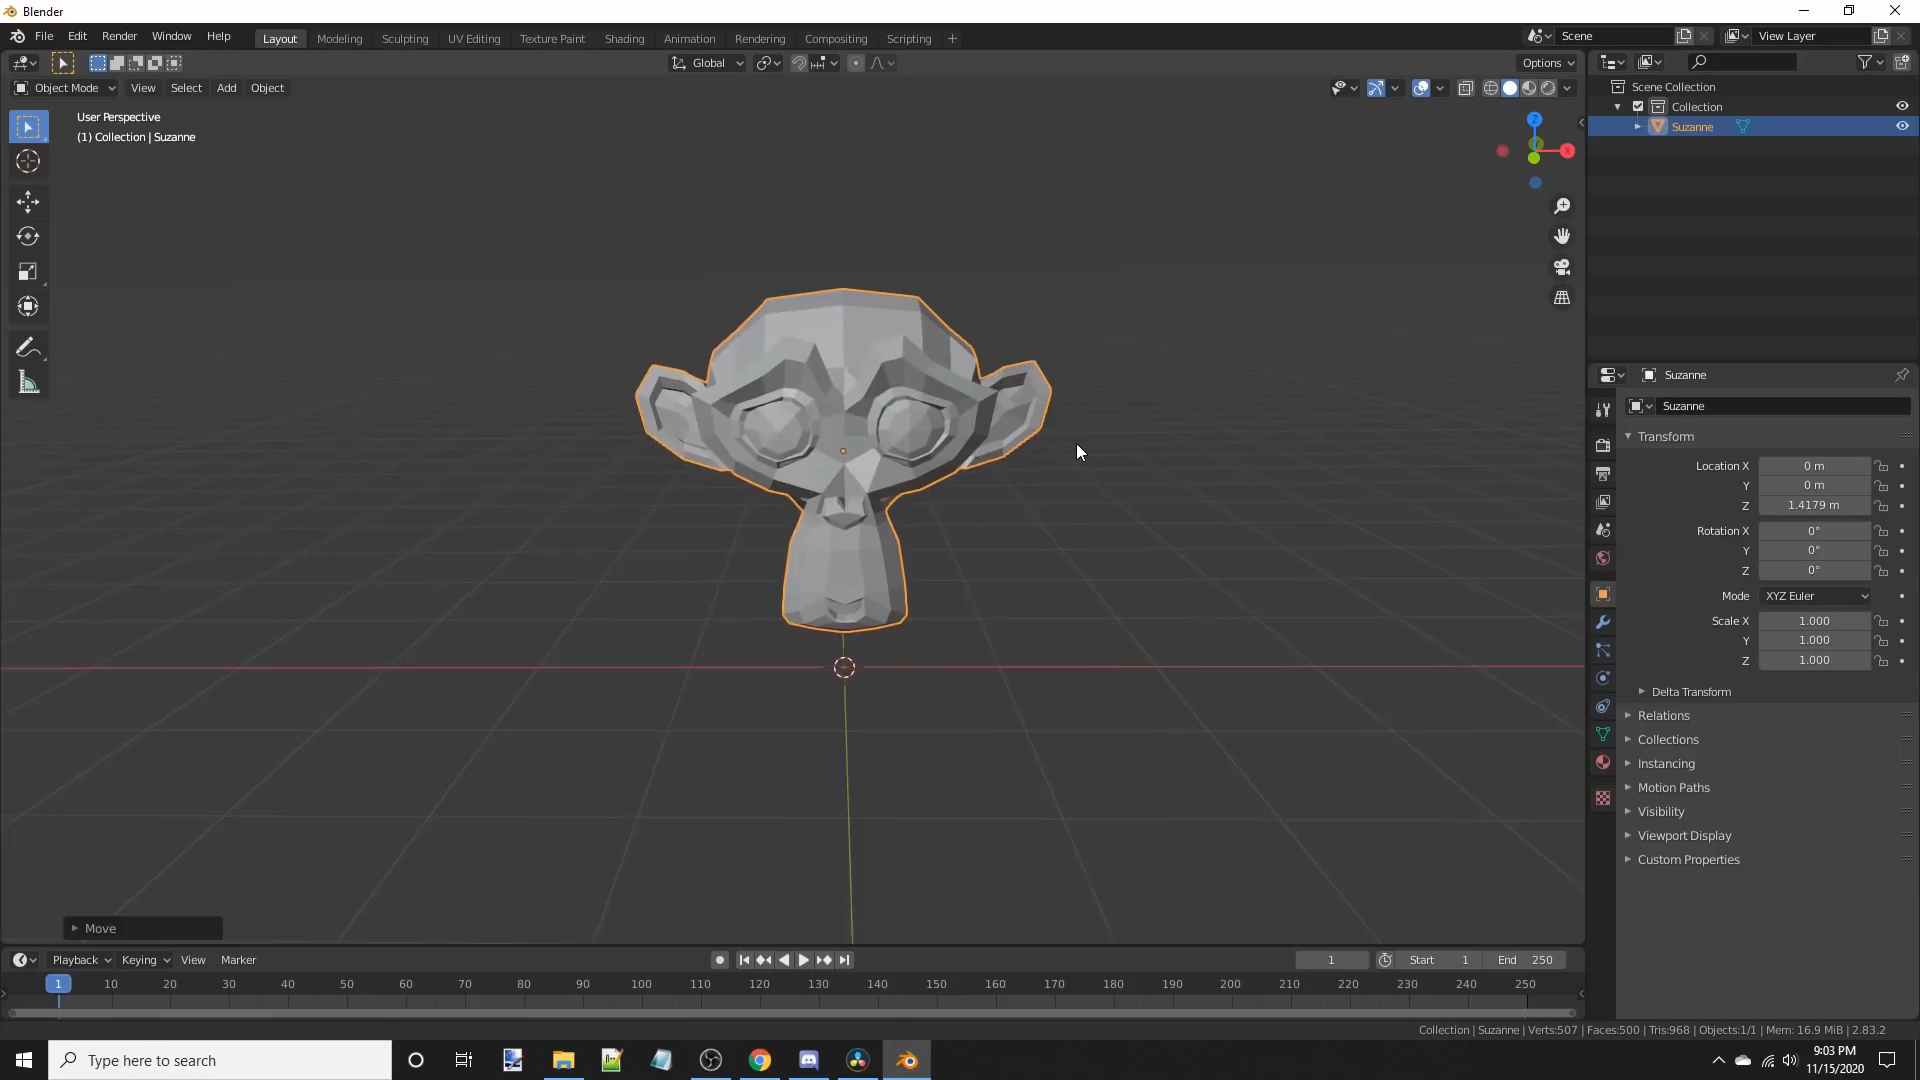 Blender
File Edit Render Window Help Layout Modeling Sculpting UV Editing Texture Paint Shading Animation Rendering Compositing Scripting + Scene View Layer
Global Options
Object Mode View Select Add Object
User Perspective
(1) Collection | Suzanne
Z
X
Scene Collection
Collection
Suzanne
Suzanne
Suzanne
Transform
Location X 0 m
Y 0 m
Z 1.4179 m
Rotation X 0°
Y 0°
Z 0°
Mode XYZ Euler
Scale X 1.000
Y 1.000
Z 1.000
Delta Transform
Relations
Collections
Instancing
Motion Paths
Visibility
Viewport Display
Custom Properties
Move
Playback Keying View Marker 1 Start 1 End 250
1 10 20 30 40 50 60 70 80 90 100 110 120 130 140 150 160 170 180 190 200 210 220 230 240 250
Collection | Suzanne | Verts:507 | Faces:500 | Tris:968 | Objects:1/1 | Mem: 16.9 MiB | 2.83.2
Type here to search
9:03 PM
11/15/2020